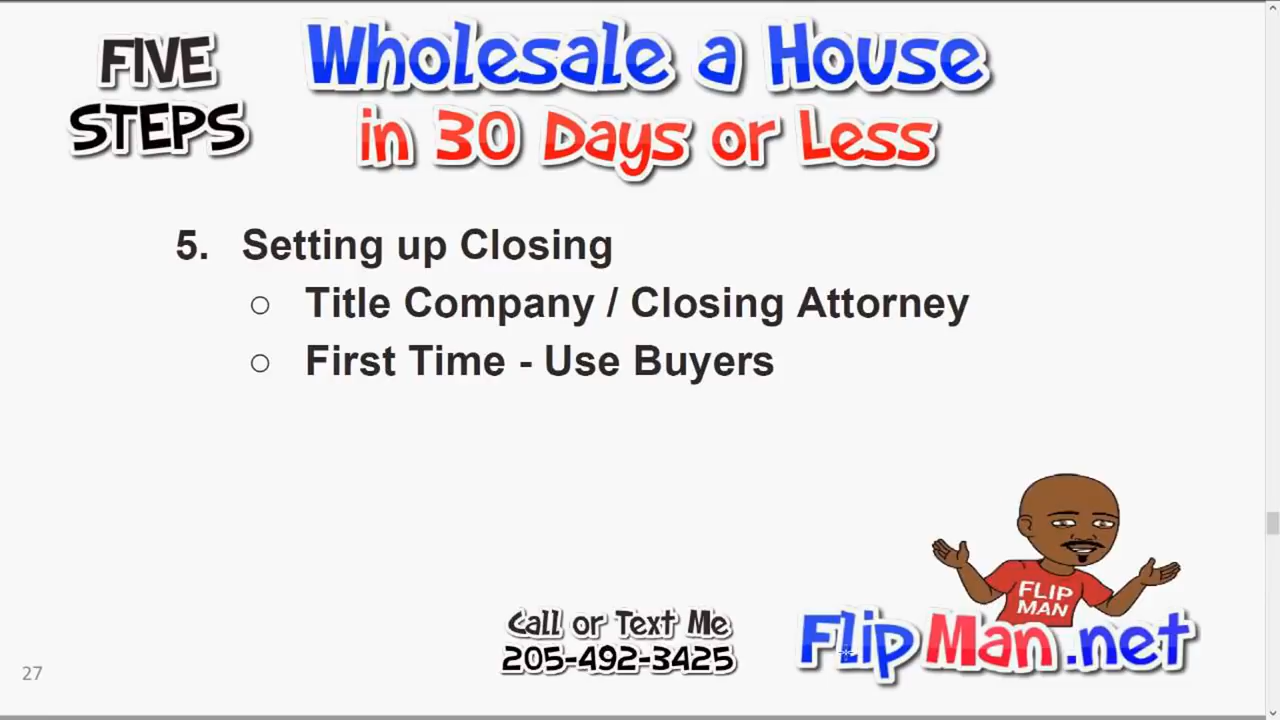 FIVE
STEPS
Wholesale a House
in 30 Days or Less
5. Setting up Closing
○ Title Company / Closing Attorney
○ First Time - Use Buyers
FLIP
MAN
Call or Text Me
205-492-3425
FlipMan.net
27